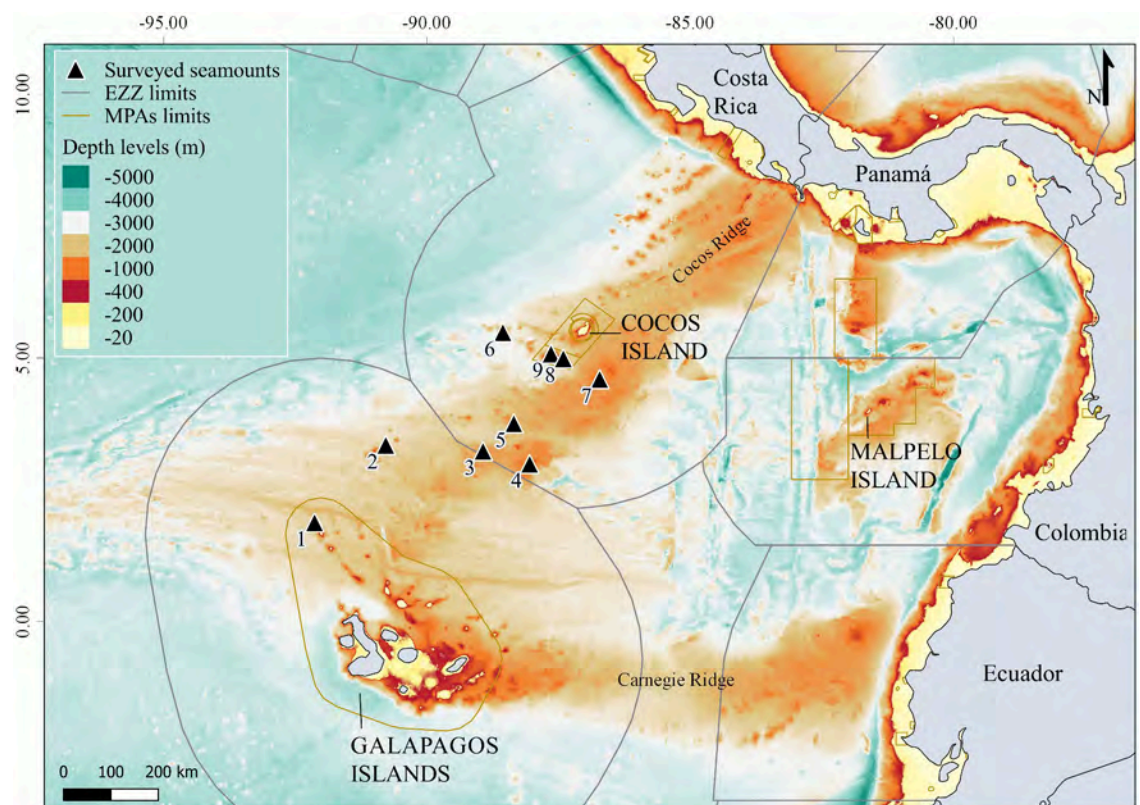 -95.00
-90.00
-85.00
-80.00
10.00
5.00
0.00
Surveyed seamounts
EZZ limits
MPAs limits
Depth levels (m)
-5000
-4000
-3000
-2000
-1000
-400
-200
-20
N
Costa
Rica
Panamá
Cocos Ridge
COCOS
ISLAND
6
9
8
7
5
2
3
4
1
MALPELO
ISLAND
Colombia
Ecuador
Carnegie Ridge
GALAPAGOS
ISLANDS
0 100 200 km